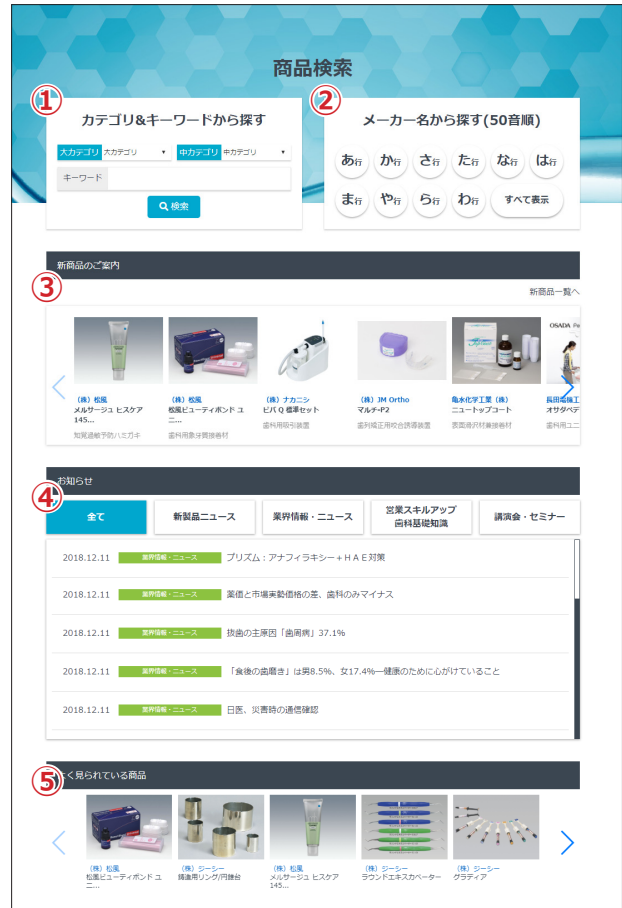 商品検索
①
カテゴリ&キーワードから探す
大カテゴリ 大カテゴリ
中カテゴリ 中カテゴリ
キーワード
検索
②
メーカー名から探す(50音順)
あ行 か行 さ行 た行 な行 は行
ま行 や行 ら行 わ行 すべて表示
③
新商品のご案内
新商品一覧へ
(株) 松風
メルサージュ ヒスケア
145...
知覚過敏予防ハミガキ
(株) 松風
松風ビューティボンド ユ
ニ...
歯科用象牙質接着材
(株) ナカニシ
ビバ Q 標準セット
歯科用吸引装置
(株) JM Ortho
マルチ-P2
歯列矯正用咬合誘導装置
亀水化学工業 (株)
ニュートップコート
表面滑沢材兼接着材
OSADA Pe
長田電機工
オサダペデ
歯科用ユニ
④
お知らせ
全て
新製品ニュース
業界情報・ニュース
営業スキルアップ
歯科基礎知識
講演会・セミナー
2018.12.11 業界情報・ニュース プリズム：アナフィラキシー＋ＨＡＥ対策
2018.12.11 業界情報・ニュース 薬価と市場実勢価格の差、歯科のみマイナス
2018.12.11 業界情報・ニュース 抜歯の主原因「歯周病」37.1%
2018.12.11 業界情報・ニュース 「食後の歯磨き」は男8.5%、女17.4%―健康のために心がけていること
2018.12.11 業界情報・ニュース 日医、災害時の通信確認
⑤
よく見られている商品
(株) 松風
松風ビューティボンド ユ
ニ...
(株) ジーシー
鋳造用リング/円錐台
(株) 松風
メルサージュ ヒスケア
145...
(株) ジーシー
ラウンドエキスカベーター
(株) ジーシー
グラディア